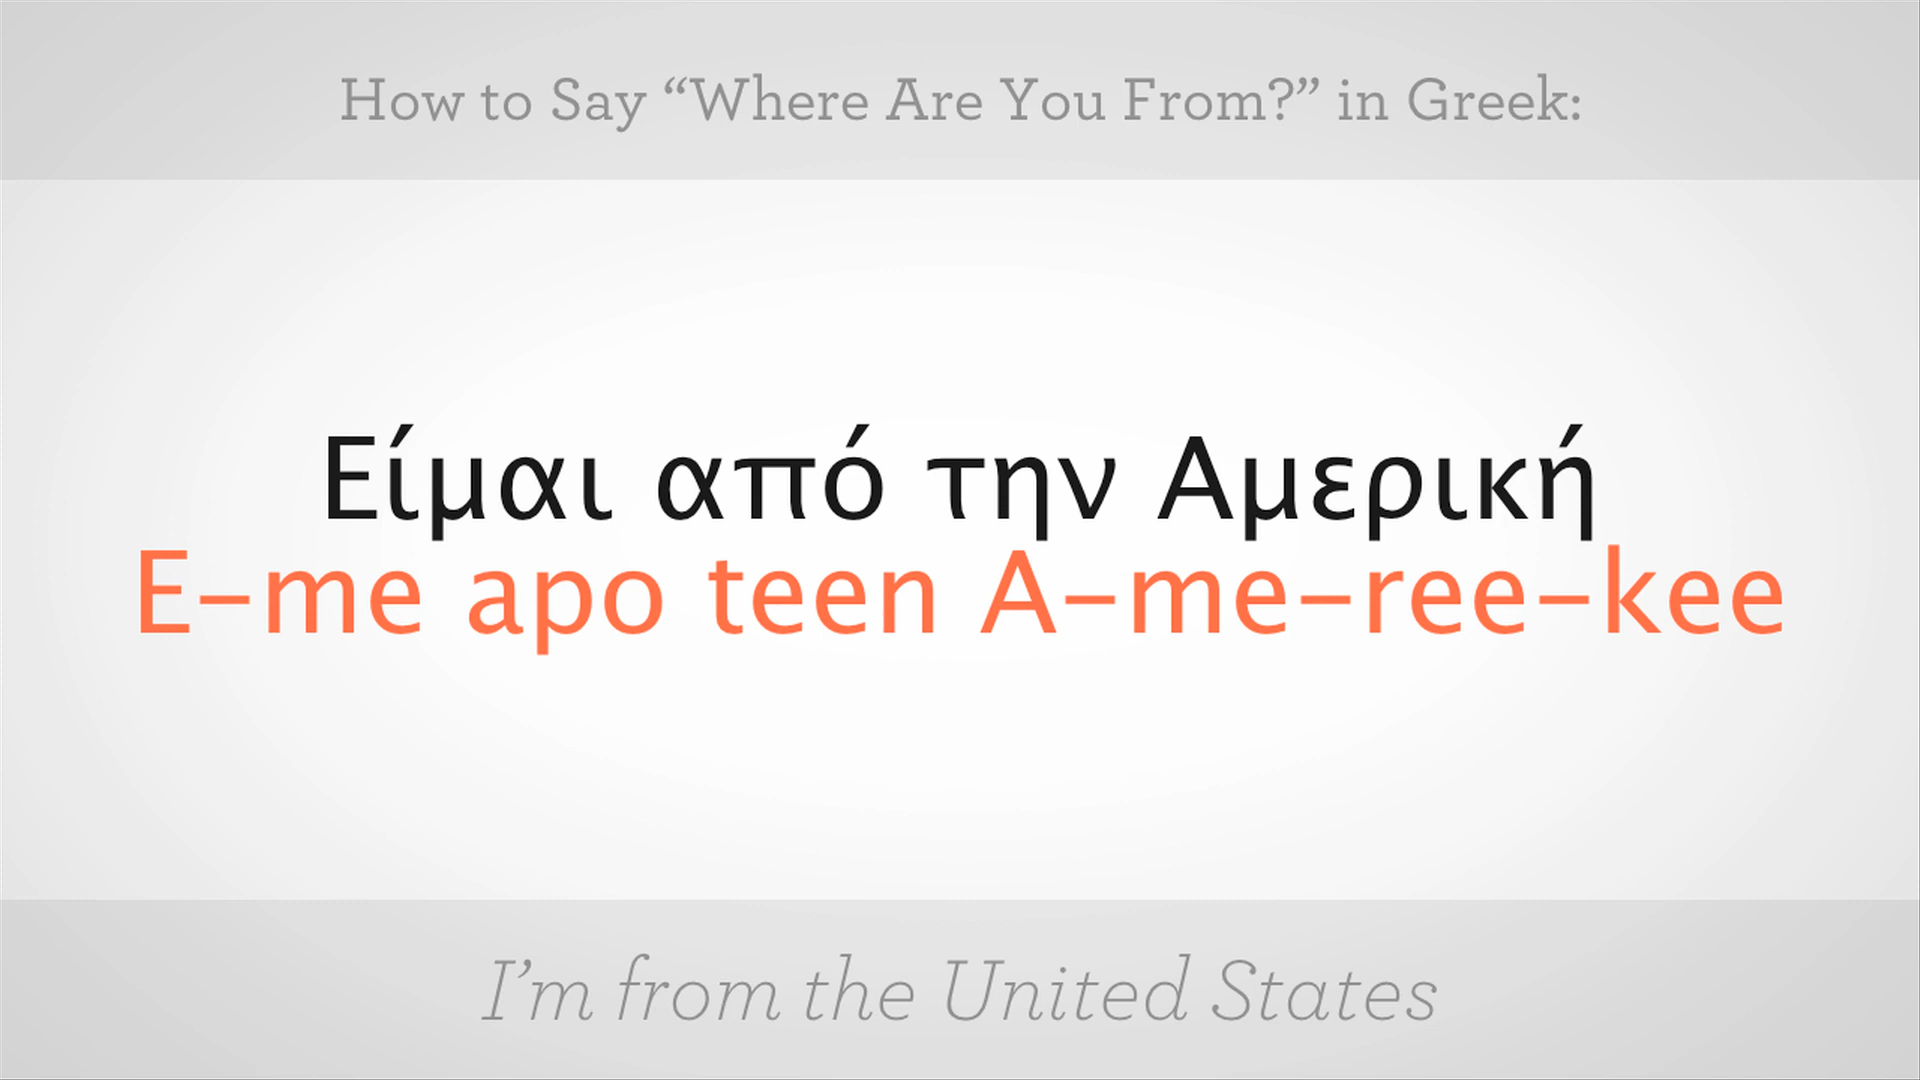 How to Say “Where Are You From?” in Greek:
Είμαι από την Αμερική
E–me apo teen A–me–ree–kee
I’m from the United States